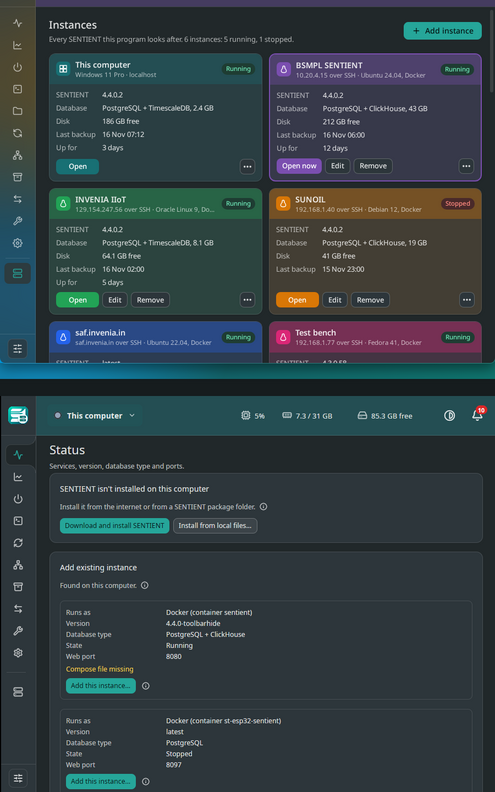 Instances
Every SENTIENT this program looks after. 6 instances: 5 running, 1 stopped.
+ Add instance
This computer
Windows 11 Pro · localhost
Running
SENTIENT 4.4.0.2
Database PostgreSQL + TimescaleDB, 2.4 GB
Disk 186 GB free
Last backup 16 Nov 07:12
Up for 3 days
Open
BSMPL SENTIENT
10.20.4.15 over SSH · Ubuntu 24.04, Docker
Running
SENTIENT 4.4.0.2
Database PostgreSQL + ClickHouse, 43 GB
Disk 212 GB free
Last backup 16 Nov 06:00
Up for 12 days
Open now Edit Remove
INVENIA IIoT
129.154.247.56 over SSH · Oracle Linux 9, Do...
Running
SENTIENT 4.4.0.2
Database PostgreSQL + TimescaleDB, 8.1 GB
Disk 64.1 GB free
Last backup 16 Nov 02:00
Up for 5 days
Open Edit Remove
SUNOIL
192.168.1.40 over SSH · Debian 12, Docker
Stopped
SENTIENT 4.4.0.2
Database PostgreSQL + ClickHouse, 19 GB
Disk 41 GB free
Last backup 15 Nov 23:00
Open Edit Remove
saf.invenia.in
saf.invenia.in over SSH · Ubuntu 22.04, Docker
Running
Test bench
192.168.1.77 over SSH · Fedora 41, Docker
Running
This computer
5%
7.3 / 31 GB
85.3 GB free
10
Status
Services, version, database type and ports.
SENTIENT isn't installed on this computer
Install it from the internet or from a SENTIENT package folder.
Download and install SENTIENT
Install from local files...
Add existing instance
Found on this computer.
Runs as Docker (container sentient)
Version 4.4.0-toolbarhide
Database type PostgreSQL + ClickHouse
State Running
Web port 8080
Compose file missing
Add this instance...
Runs as Docker (container st-esp32-sentient)
Version latest
Database type PostgreSQL
State Stopped
Web port 8097
Add this instance...